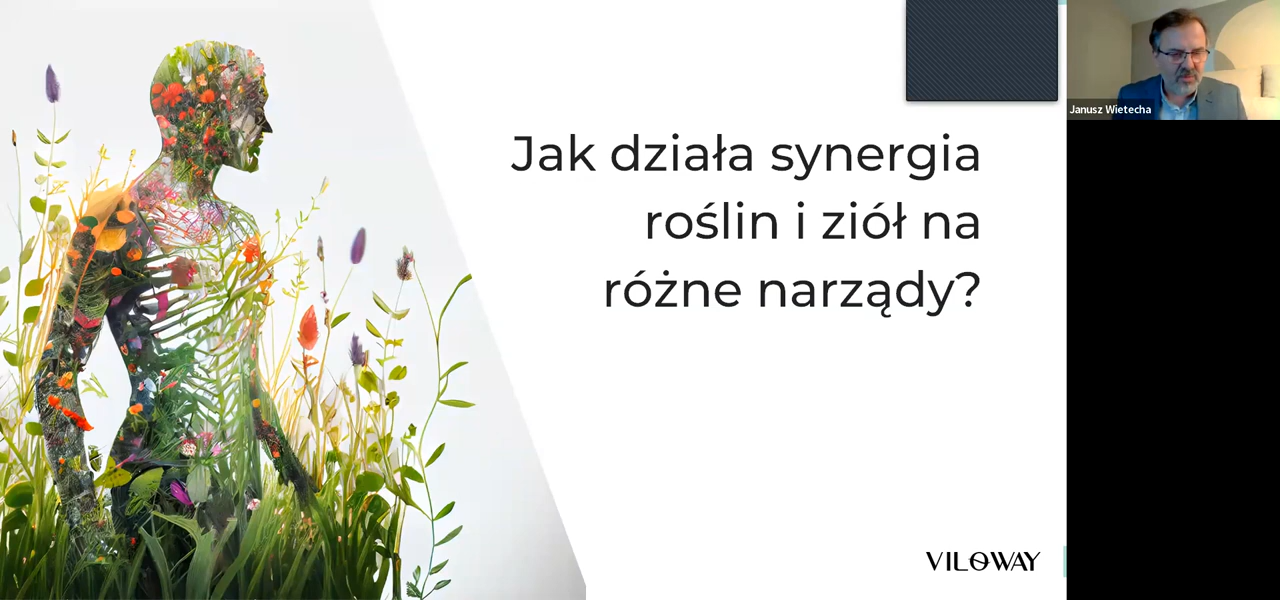 Jak działa synergia
roślin i ziół na
różne narządy?
Janusz Wietecha
VILOWAY